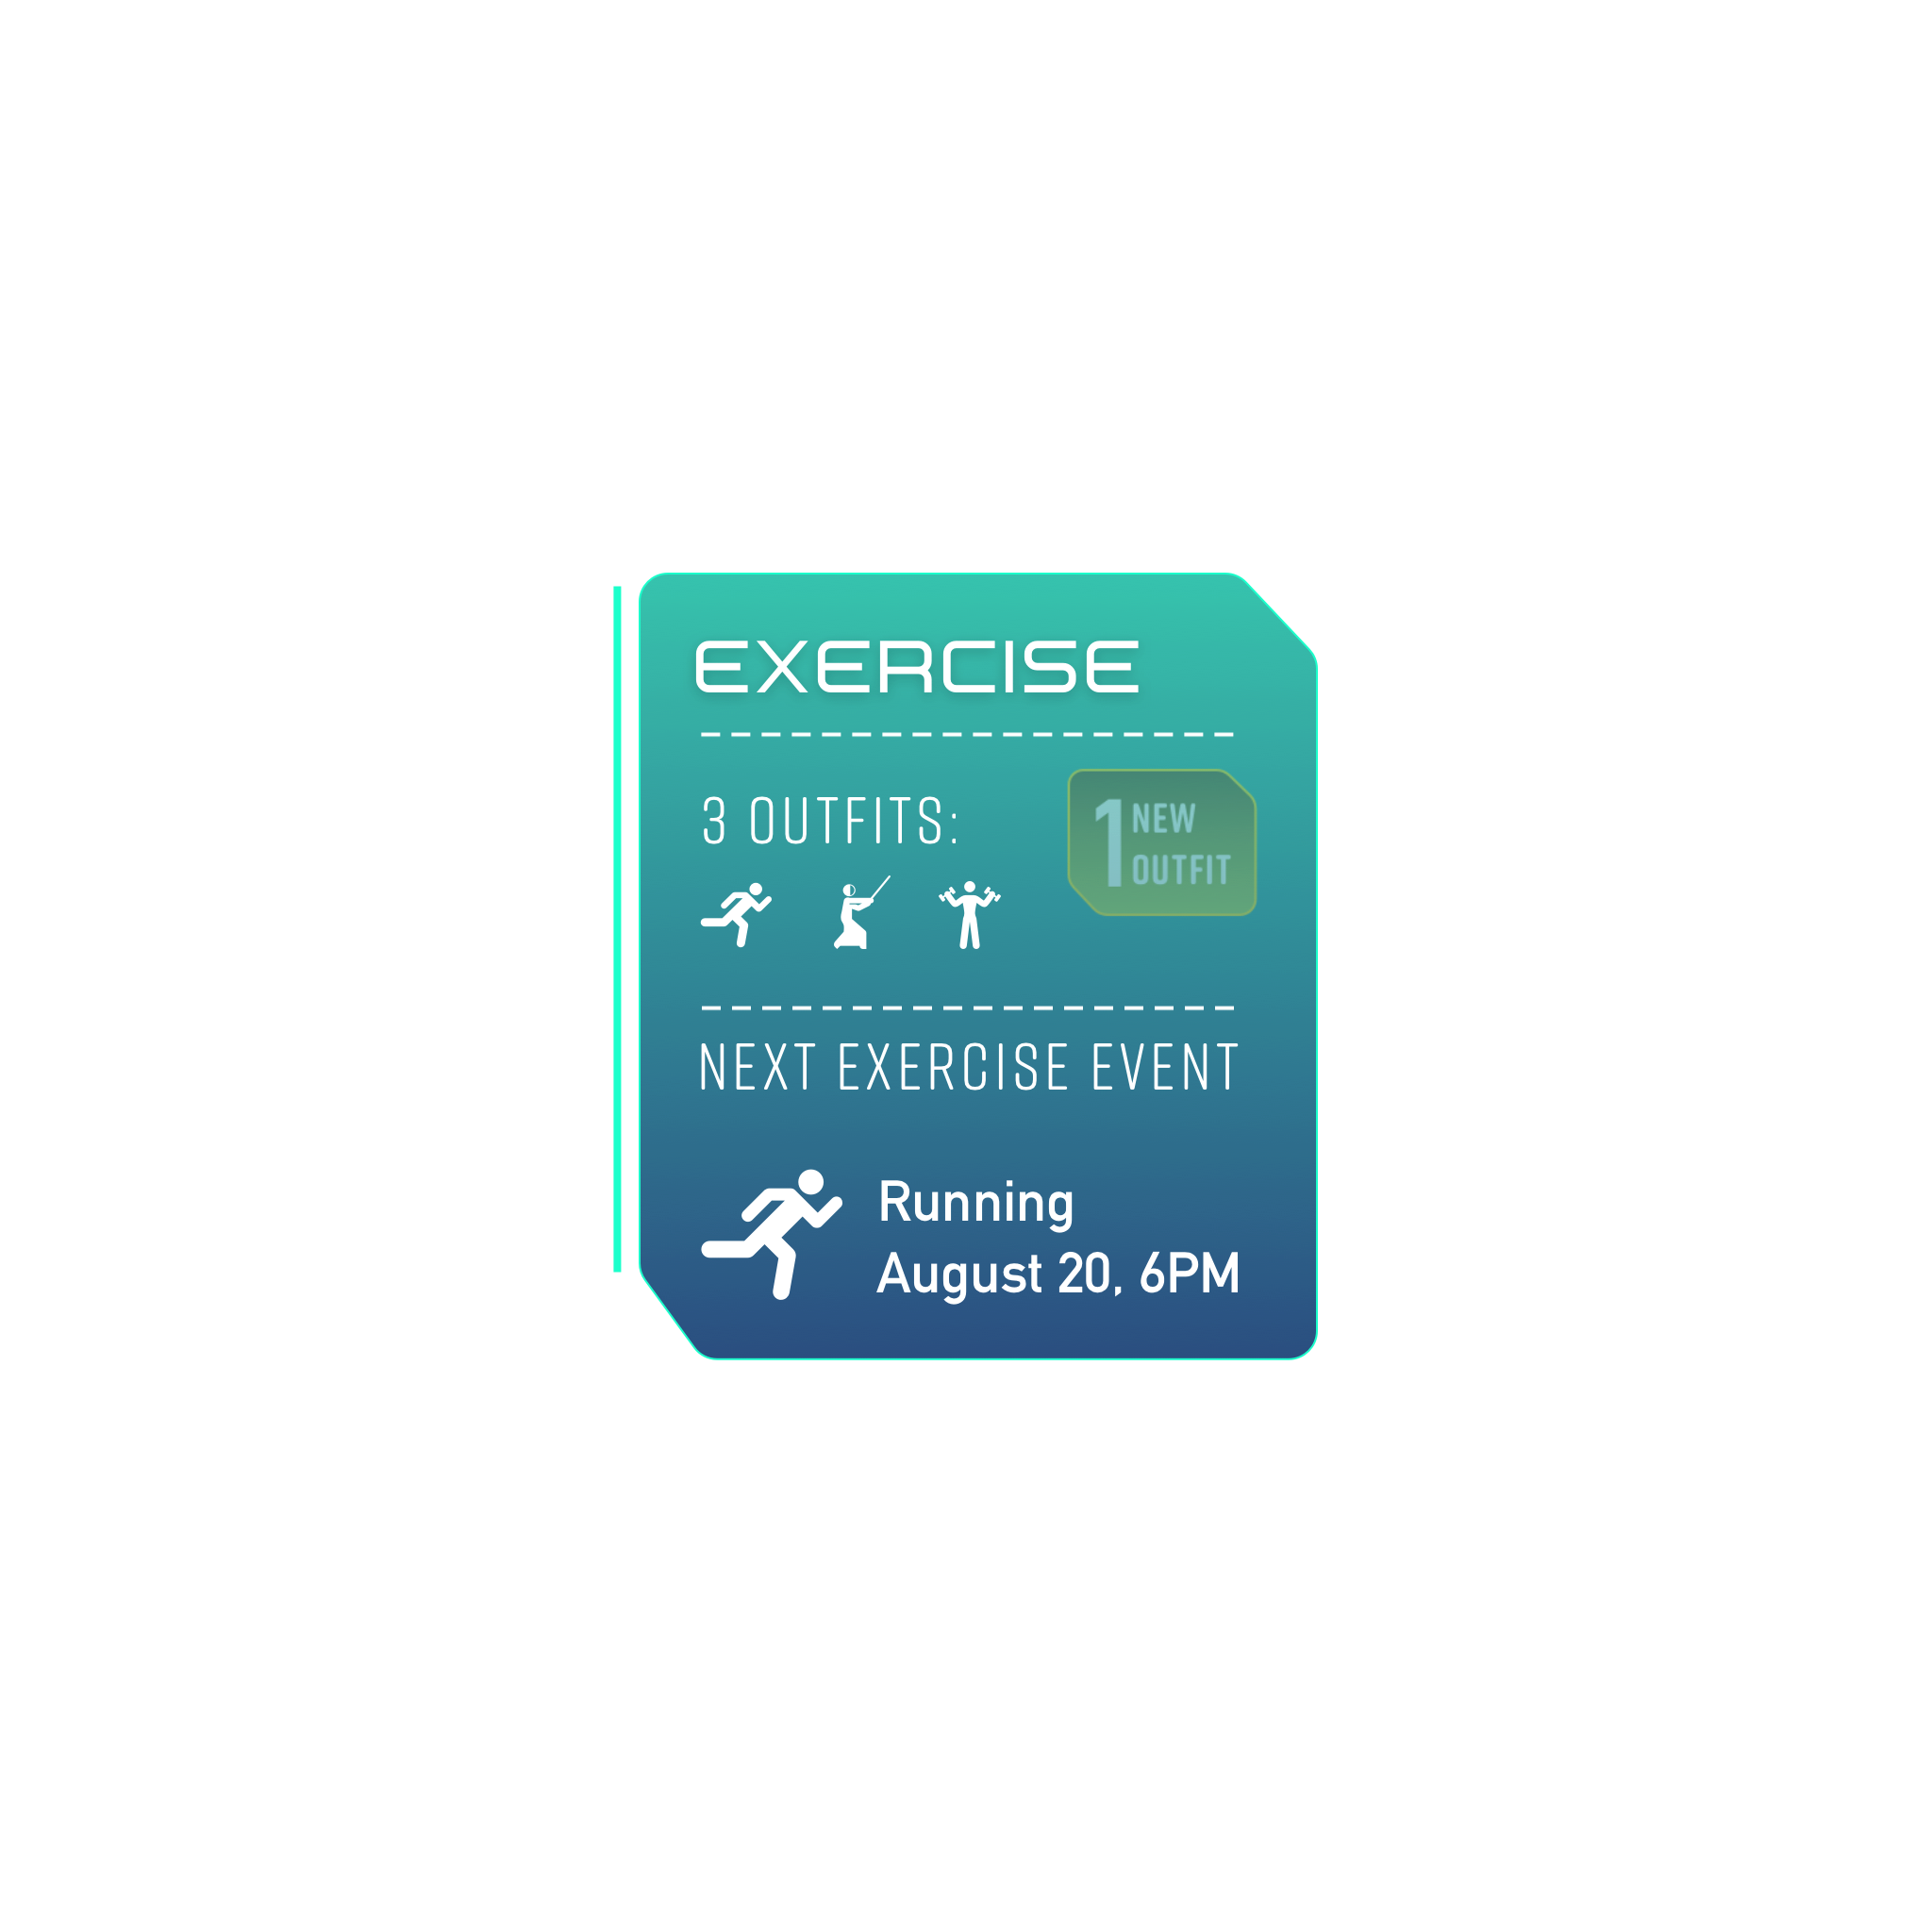 EXERCISE
3 OUTFITS:
1 NEW
OUTFIT
NEXT EXERCISE EVENT
Running
August 20, 6PM